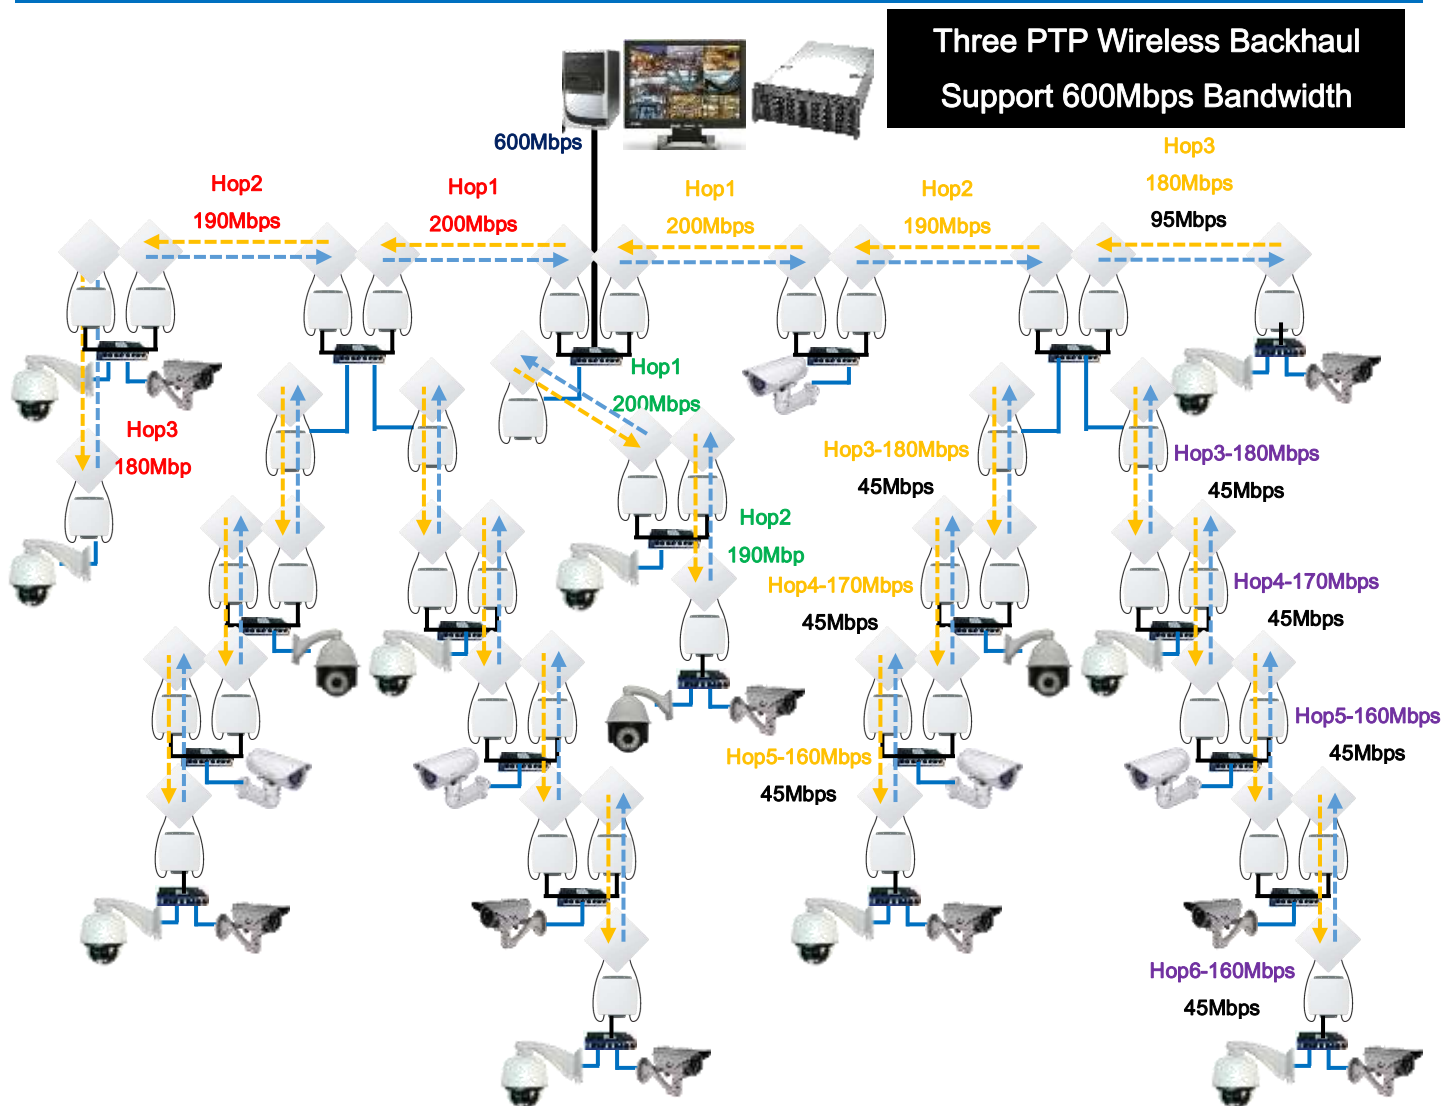 Three PTP Wireless Backhaul
Support 600Mbps Bandwidth
600Mbps
Hop2
190Mbps
Hop1
200Mbps
Hop1
200Mbps
Hop2
190Mbps
Hop3
180Mbps
95Mbps
Hop1
200Mbps
Hop3
180Mbp
Hop3-180Mbps
45Mbps
Hop3-180Mbps
45Mbps
Hop2
190Mbp
Hop4-170Mbps
45Mbps
Hop4-170Mbps
45Mbps
Hop5-160Mbps
45Mbps
Hop5-160Mbps
45Mbps
Hop6-160Mbps
45Mbps